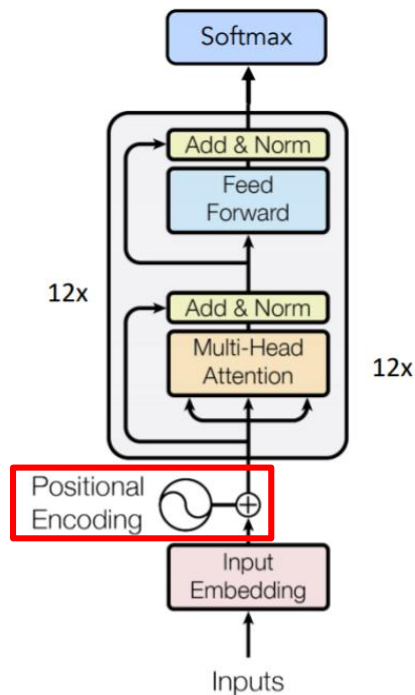 Softmax
Add & Norm
Feed
Forward
12x
Add & Norm
Multi-Head
Attention
12x
Positional
Encoding
Input
Embedding
Inputs